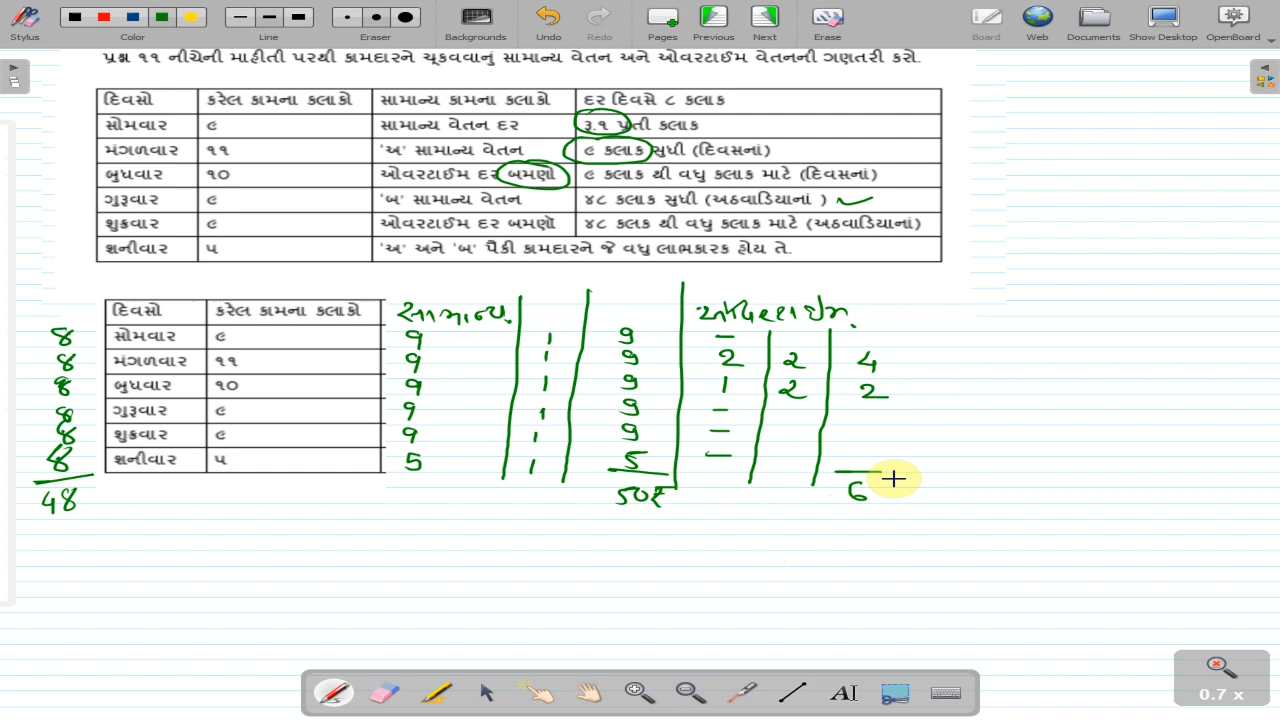 Stylus Color Line Eraser Backgrounds Undo Redo Pages Previous Next Erase Board Web Documents Show Desktop OpenBoard
પ્રશ્ન ૧૧ નીચેની માહીતી પરથી કામદારને ચૂકવવાનું સામાન્ય વેતન અને ઓવરટાઈમ વેતનની ગણતરી કરો.
દિવસો કરેલ કામના કલાકો સામાન્ય કામના કલાકો દર દિવસે ૮ કલાક
સોમવાર ૯ સામાન્ય વેતન દર રૂ.૧ પ્રતી કલાક
મંગળવાર ૧૧ 'અ' સામાન્ય વેતન ૯ કલાક સુધી (દિવસનાં)
બુધવાર ૧૦ ઓવરટાઈમ દર બમણો ૯ કલાક થી વધુ કલાક માટે (દિવસનાં)
ગુરૂવાર ૯ 'બ' સામાન્ય વેતન ૪૮ કલાક સુધી (અઠવાડિયાનાં )
શુક્રવાર ૯ ઓવરટાઈમ દર બમણૉ ૪૮ કલક થી વધુ કલાક માટે (અઠવાડિયાનાં)
શનીવાર ૫ 'અ' અને 'બ' પૈકી કામદારને જે વધુ લાભકારક હોય તે.
દિવસો કરેલ કામના કલાકો સામાન્ય. ઓવરટાઈમ.
8 સોમવાર ૯ 9 1 9 –
8 મંગળવાર ૧૧ 9 1 9 2 2 4
8 બુધવાર ૧૦ 9 1 9 1 2 2
8 ગુરૂવાર ૯ 9 1 9 –
8 શુક્રવાર ૯ 9 1 9 –
8 શનીવાર ૫ 5 1 5 –
48 50₹ 6
0.7 x